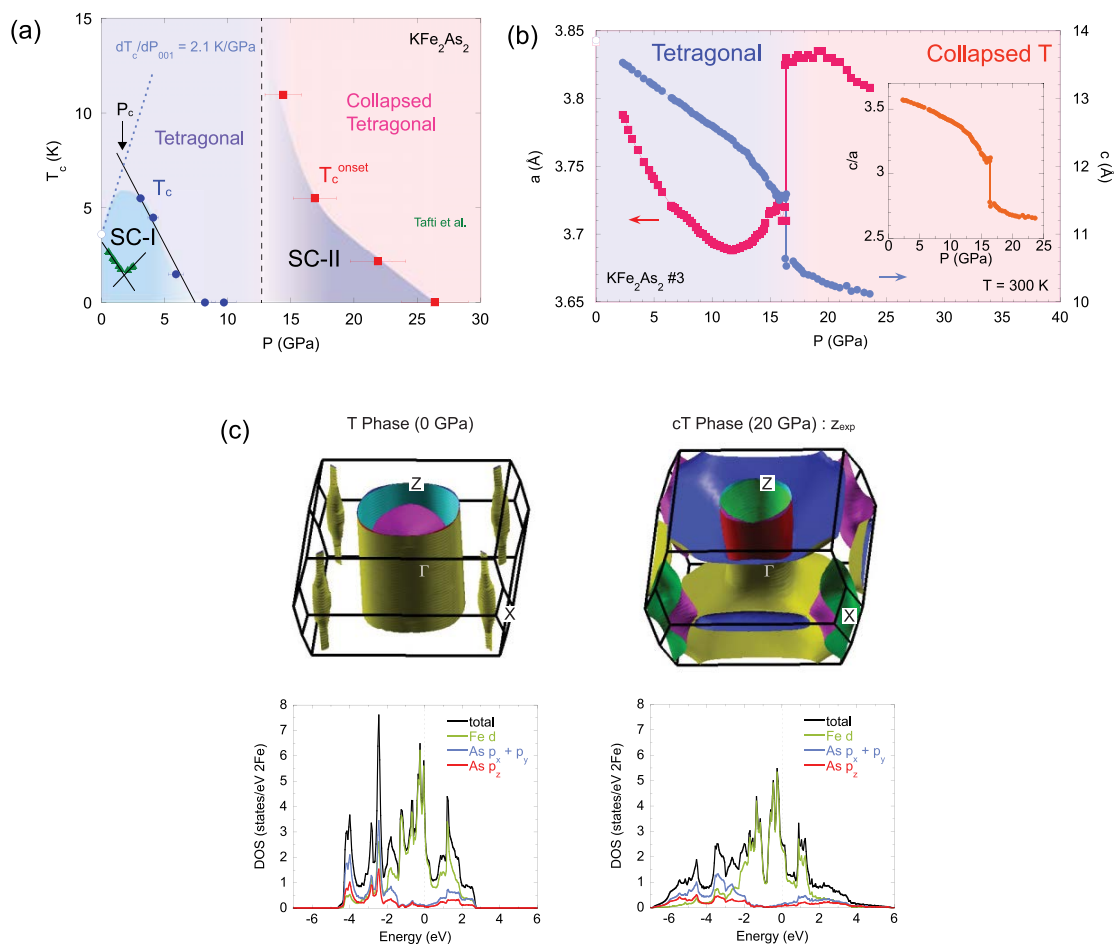 (a)
15
10
5
0
T_c (K)
dT_c/dP_001 = 2.1 K/GPa
KFe_2As_2
P_c
Tetragonal
Collapsed
Tetragonal
T_c
T_c^onset
SC-I
SC-II
Tafti et al.
0 5 10 15 20 25 30
P (GPa)
(b)
3.85
3.8
3.75
3.7
3.65
a (Å)
Tetragonal
Collapsed T
14
13
12
11
10
c (Å)
3.5
3
2.5
c/a
0 5 10 15 20 25
P (GPa)
KFe_2As_2 #3
T = 300 K
0 5 10 15 20 25 30 35 40
P (GPa)
(c)
T Phase (0 GPa)
Z
Γ
X
cT Phase (20 GPa) : z_exp
Z
Γ
X
8
7
6
5
4
3
2
1
0
DOS (states/eV 2Fe)
total
Fe d
As p_x + p_y
As p_z
-6 -4 -2 0 2 4 6
Energy (eV)
8
7
6
5
4
3
2
1
0
DOS (states/eV 2Fe)
total
Fe d
As p_x + p_y
As p_z
-6 -4 -2 0 2 4 6
Energy (eV)